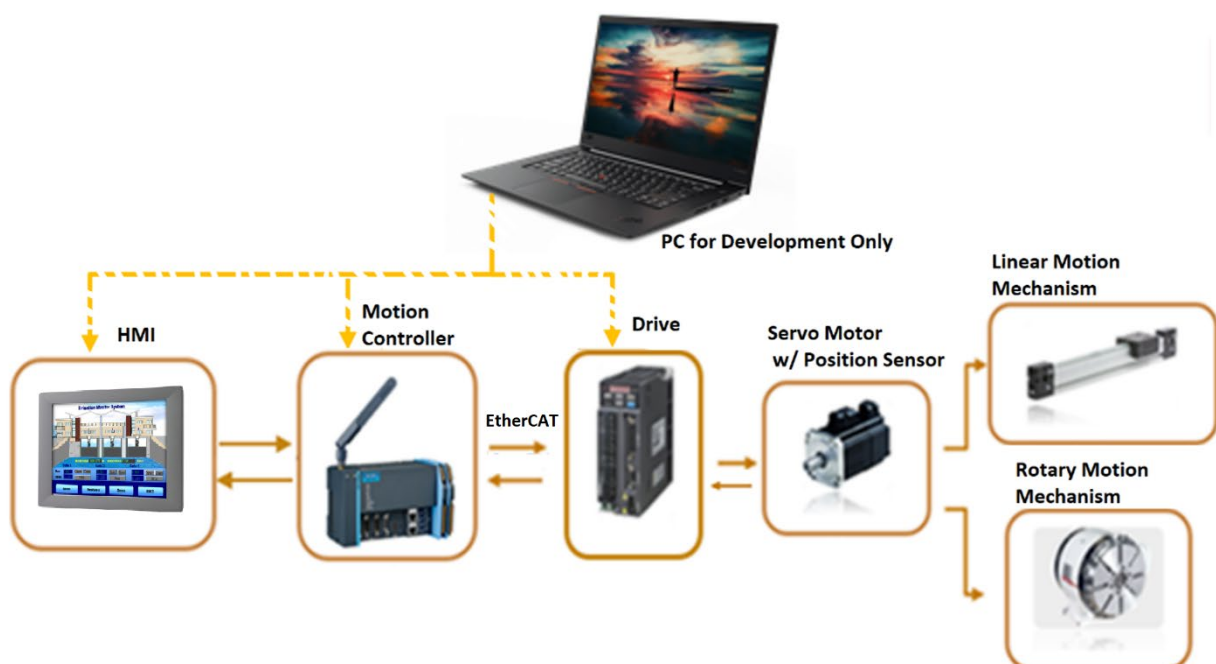 PC for Development Only
HMI
Motion
Controller
Drive
Servo Motor
w/ Position Sensor
Linear Motion
Mechanism
EtherCAT
Rotary Motion
Mechanism